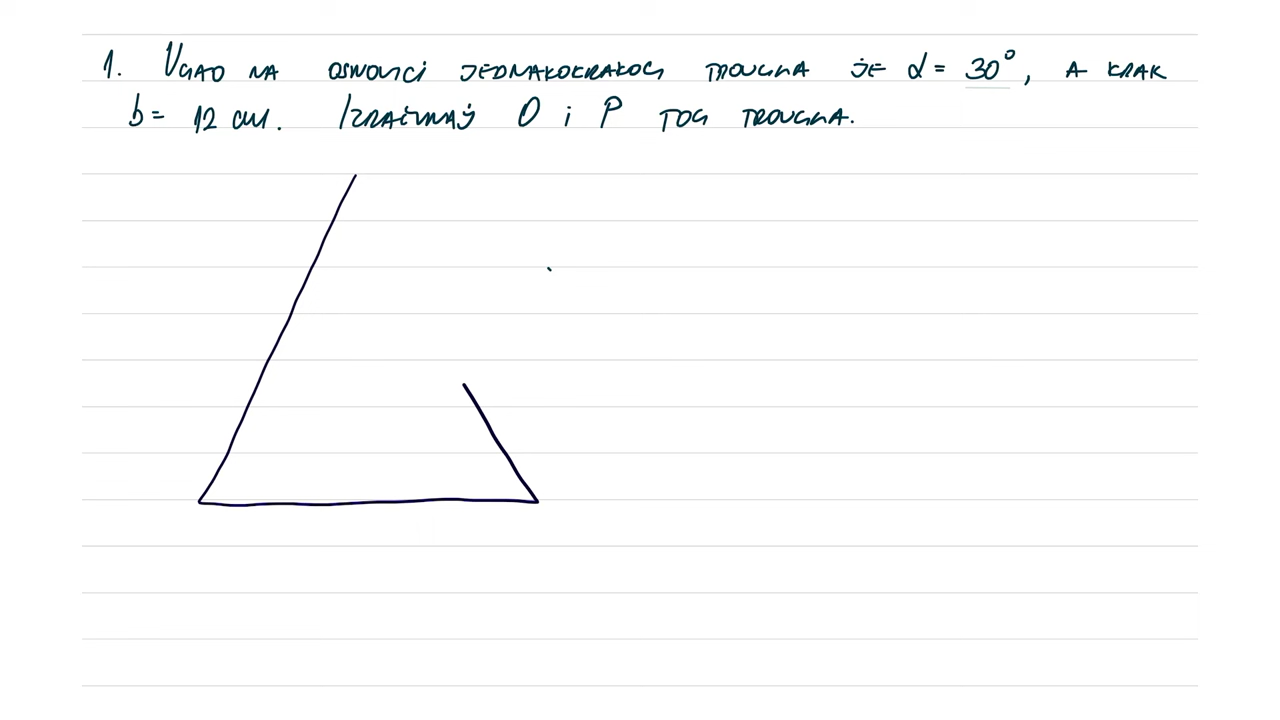 1. UGAO NA OSNOVICI JEDNAKOKRAKOG TROUGLA JE α = 30°, A KRAK
b = 12 cm. IZRAČUNAJ O i P TOG TROUGLA.